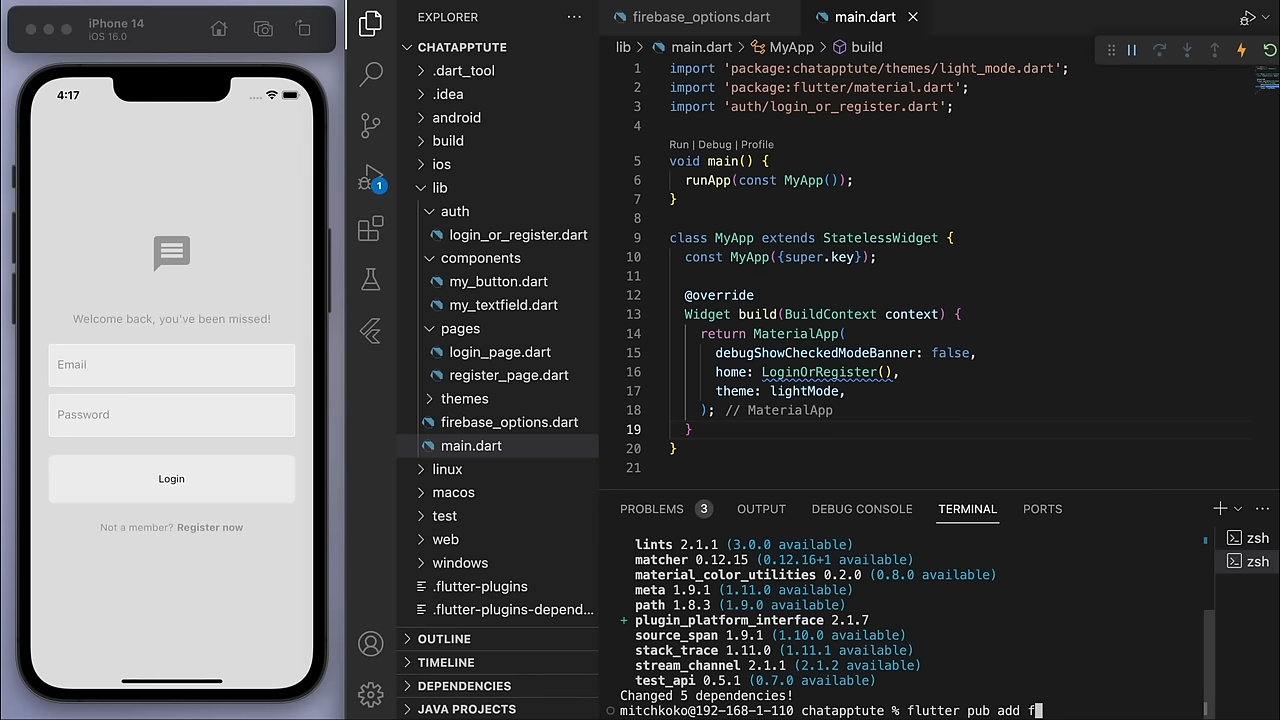 iPhone 14
iOS 16.0
4:17
Welcome back, you've been missed!
Email
Password
Login
Not a member? Register now
EXPLORER
CHATAPPTUTE
.dart_tool
.idea
android
build
ios
lib
auth
login_or_register.dart
components
my_button.dart
my_textfield.dart
pages
login_page.dart
register_page.dart
themes
firebase_options.dart
main.dart
linux
macos
test
web
windows
.flutter-plugins
.flutter-plugins-depend...
OUTLINE
TIMELINE
DEPENDENCIES
JAVA PROJECTS
1
firebase_options.dart
main.dart
lib > main.dart > MyApp > build
1 import 'package:chatapptute/themes/light_mode.dart';
2 import 'package:flutter/material.dart';
3 import 'auth/login_or_register.dart';
4
Run | Debug | Profile
5 void main() {
6 runApp(const MyApp());
7 }
8
9 class MyApp extends StatelessWidget {
10 const MyApp({super.key});
11
12 @override
13 Widget build(BuildContext context) {
14 return MaterialApp(
15 debugShowCheckedModeBanner: false,
16 home: LoginOrRegister(),
17 theme: lightMode,
18 ); // MaterialApp
19 }
20 }
21
PROBLEMS 3 OUTPUT DEBUG CONSOLE TERMINAL PORTS
lints 2.1.1 (3.0.0 available)
matcher 0.12.15 (0.12.16+1 available)
material_color_utilities 0.2.0 (0.8.0 available)
meta 1.9.1 (1.11.0 available)
path 1.8.3 (1.9.0 available)
+ plugin_platform_interface 2.1.7
source_span 1.9.1 (1.10.0 available)
stack_trace 1.11.0 (1.11.1 available)
stream_channel 2.1.1 (2.1.2 available)
test_api 0.5.1 (0.7.0 available)
Changed 5 dependencies!
mitchkoko@192-168-1-110 chatapptute % flutter pub add f
zsh
zsh